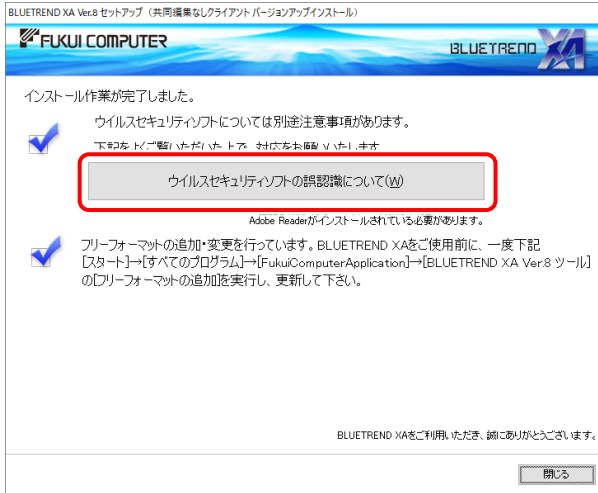 BLUETREND XA Ver.8 セットアップ（共同編集なしクライアント バージョンアップインストール）
FUKUI COMPUTER
BLUETREND XA
インストール作業が完了しました。
ウイルスセキュリティソフトについては別途注意事項があります。
下記をよくご覧いただいた上で、対応をお願いいたします
ウイルスセキュリティソフトの誤認識について(W)
Adobe Readerがインストールされている必要があります。
フリーフォーマットの追加・変更を行っています。BLUETREND XAをご使用前に、一度下記
[スタート]→[すべてのプログラム]→[FukuiComputerApplication]→[BLUETREND XA Ver.8 ツール]
の[フリーフォーマットの追加]を実行し、更新して下さい。
BLUETREND XAをご利用いただき、誠にありがとうございます。
閉じる